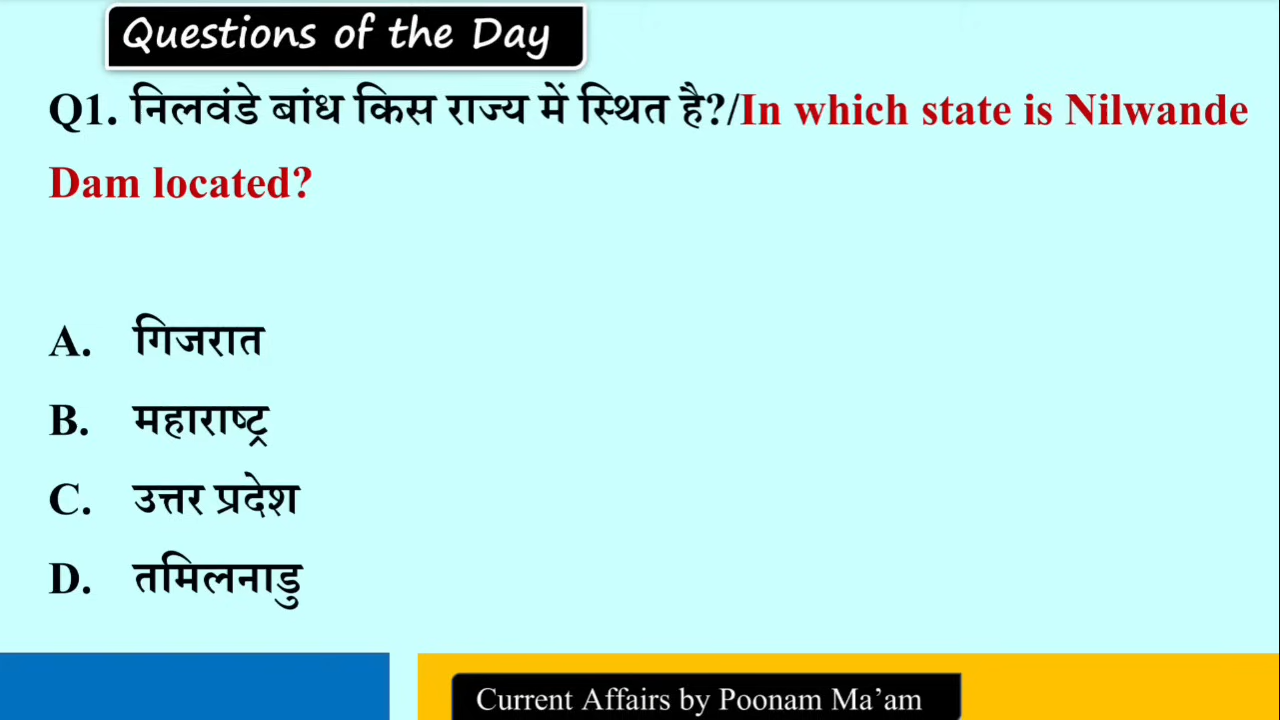 Questions of the Day
Q1. निलवंडे बांध किस राज्य में स्थित है?/In which state is Nilwande
Dam located?
A. गिजरात
B. महाराष्ट्र
C. उत्तर प्रदेश
D. तमिलनाडु
Current Affairs by Poonam Ma’am